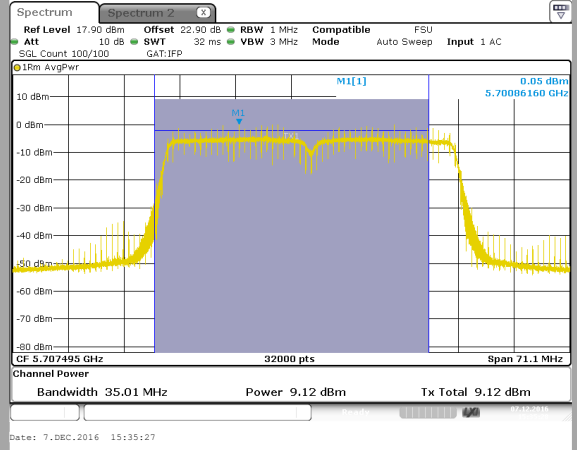 Spectrum
Spectrum 2 X
Ref Level 17.90 dBm Offset 22.90 dB RBW 1 MHz Compatible FSU
Att 10 dB SWT 32 ms VBW 3 MHz Mode Auto Sweep Input 1 AC
SGL Count 100/100 GAT:IFP
1Rm AvgPwr
M1[1] 0.05 dBm
5.70086160 GHz
10 dBm
M1
0 dBm
TX
-10 dBm
-20 dBm
-30 dBm
-40 dBm
-50 dBm
-60 dBm
-70 dBm
-80 dBm
CF 5.707495 GHz 32000 pts Span 71.1 MHz
Channel Power
Bandwidth 35.01 MHz Power 9.12 dBm Tx Total 9.12 dBm
Ready 07.12.2016
Date: 7.DEC.2016 15:35:27